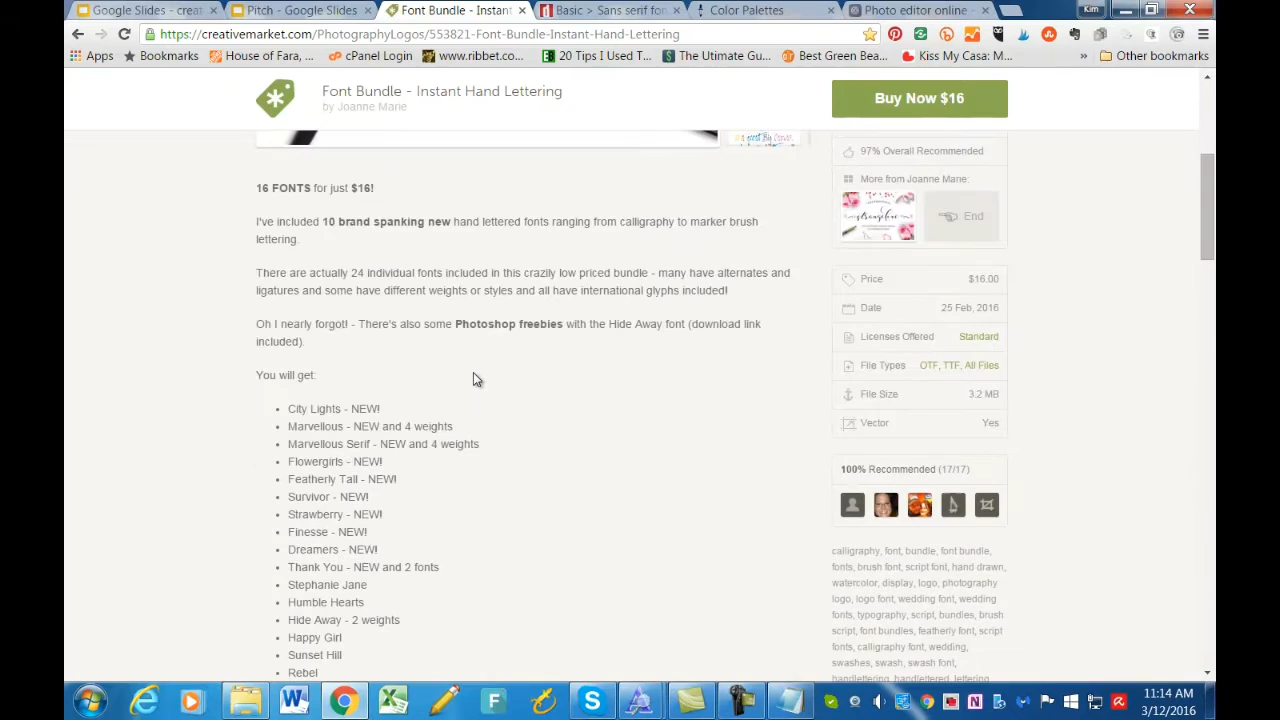 Google Slides - creat
Pitch - Google Slides
Font Bundle - Instant
Basic > Sans serif fon
Color Palettes
Photo editor online -
Kim
https://creativemarket.com/PhotographyLogos/553821-Font-Bundle-Instant-Hand-Lettering
Apps
Bookmarks
House of Fara, ...
cPanel Login
www.ribbet.co...
20 Tips I Used T...
The Utimate Gu...
Best Green Bea...
Kiss My Casa: M...
»
Other bookmarks
Font Bundle - Instant Hand Lettering
by Joanne Marie
Buy Now $16
16 FONTS for just $16!
I've included 10 brand spanking new hand lettered fonts ranging from calligraphy to marker brush
lettering.
There are actually 24 individual fonts included in this crazily low priced bundle - many have alternates and
ligatures and some have different weights or styles and all have international glyphs included!
Oh I nearly forgot! - There's also some Photoshop freebies with the Hide Away font (download link
included).
You will get:
• City Lights - NEW!
• Marvellous - NEW and 4 weights
• Marvellous Serif - NEW and 4 weights
• Flowergirls - NEW!
• Featherly Tall - NEW!
• Survivor - NEW!
• Strawberry - NEW!
• Finesse - NEW!
• Dreamers - NEW!
• Thank You - NEW and 2 fonts
• Stephanie Jane
• Humble Hearts
• Hide Away - 2 weights
• Happy Girl
• Sunset Hill
• Rebel
97% Overall Recommended
More from Joanne Marie:
End
Price $16.00
Date 25 Feb, 2016
Licenses Offered Standard
File Types OTF, TTF, All Files
File Size 3.2 MB
Vector Yes
100% Recommended (17/17)
calligraphy, font, bundle, font bundle,
fonts, brush font, script font, hand drawn,
watercolor, display, logo, photography
logo, logo font, wedding font, wedding
fonts, typography, script, bundles, brush
script, font bundles, featherly font, script
fonts, calligraphy font, wedding,
swashes, swash, swash font,
handlettering, handlettered, lettering
11:14 AM
3/12/2016